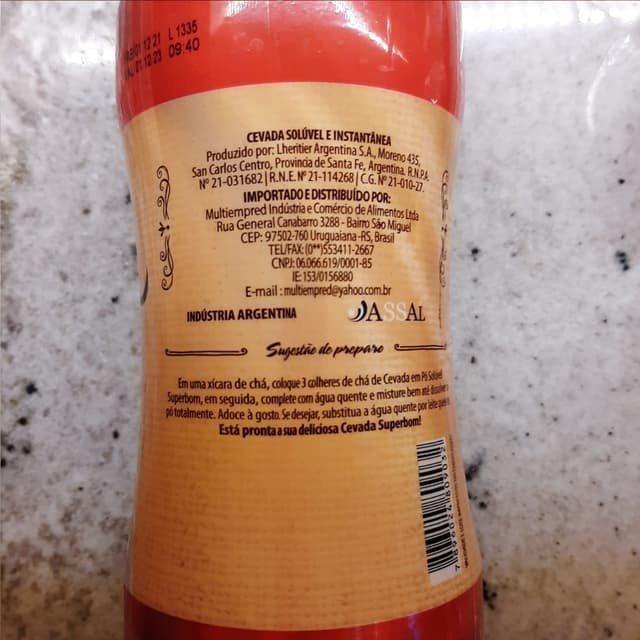 01 12 21 L 1335
01 12 23 09:40
CEVADA SOLÚVEL E INSTANTÂNEA
Produzido por: Lheritier Argentina S.A., Moreno 435,
San Carlos Centro, Provincia de Santa Fe, Argentina. R.N.P.A.
Nº 21-031682 | R.N.E. Nº 21-114268 | C.G. Nº 21-010-27.
IMPORTADO E DISTRIBUÍDO POR:
Multiempred Indústria e Comércio de Alimentos Ltda
Rua General Canabarro 3288 - Bairro São Miguel
CEP: 97502-760 Uruguaiana -RS, Brasil
TEL/FAX: (0**)553411-2667
CNPJ: 06.066.619/0001-85
IE: 153/0156880
E-mail : multiempred@yahoo.com.br
INDÚSTRIA ARGENTINA
ASSAL
Sugestão de preparo
Em uma xícara de chá, coloque 3 colheres de chá de Cevada em Pó Solúvel
Superbom, em seguida, complete com água quente e misture bem até dissolver
pó totalmente. Adoce à gosto. Se desejar, substitua a água quente por leite
Está pronta a sua deliciosa Cevada Superbom!